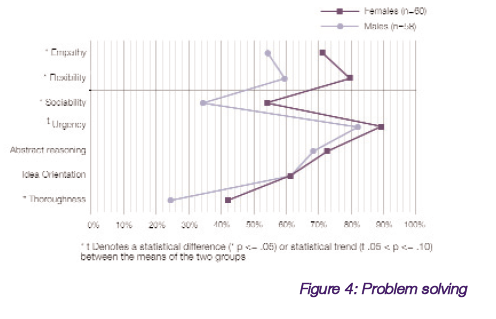 Females (n=60)
Males (n=58)
* Empathy
* Flexibility
* Sociability
t Urgency
Abstract reasoning
Idea Orientation
* Thoroughness
0% 10% 20% 30% 40% 50% 60% 70% 80% 90% 100%
* t Denotes a statistical difference (* p <= .05) or statistical trend (t .05 < p <= .10)
between the means of the two groups
Figure 4: Problem solving